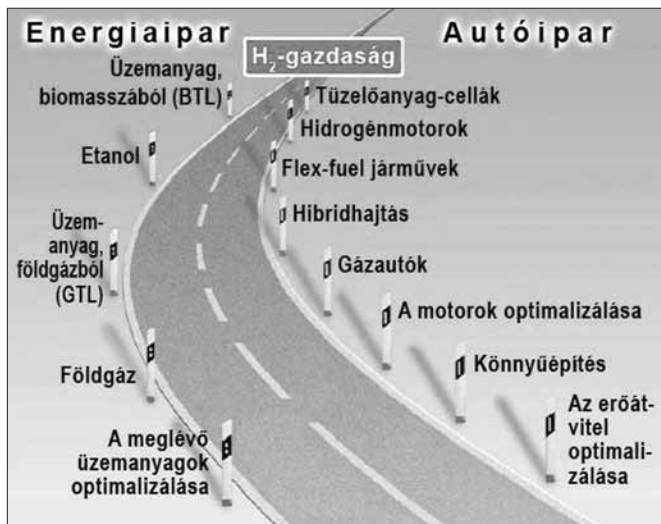 Energiaipar
Autóipar
H₂-gazdaság
Üzemanyag,
biomasszából (BTL)
Etanol
Üzem-
anyag,
földgázból
(GTL)
Földgáz
A meglévő
üzemanyagok
optimalizálása
Tüzelőanyag-cellák
Hidrogénmotorok
Flex-fuel járművek
Hibridhajtás
Gázautók
A motorok optimalizálása
Könnyűépítés
Az erőát-
vitel
optimali-
zálása